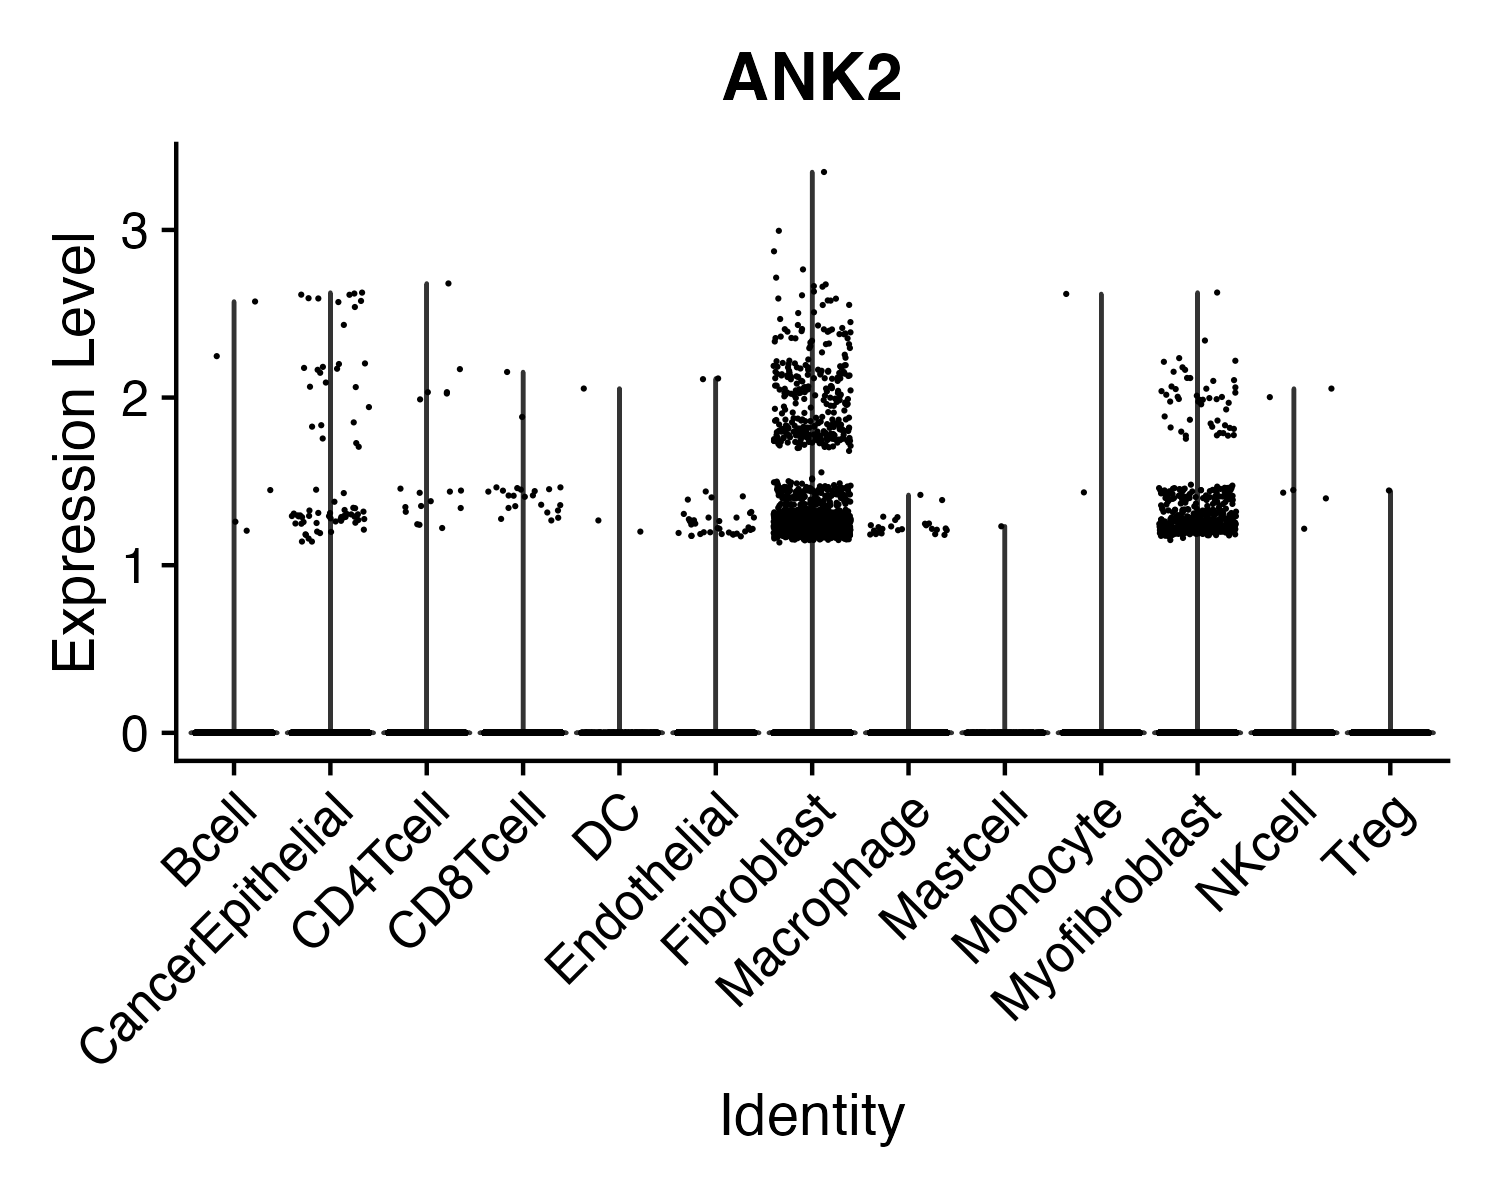 ANK2
Expression Level
3
2
1
0
Bcell
CancerEpithelial
CD4Tcell
CD8Tcell
DC
Endothelial
Fibroblast
Macrophage
Mastcell
Monocyte
Myofibroblast
NKcell
Treg
Identity